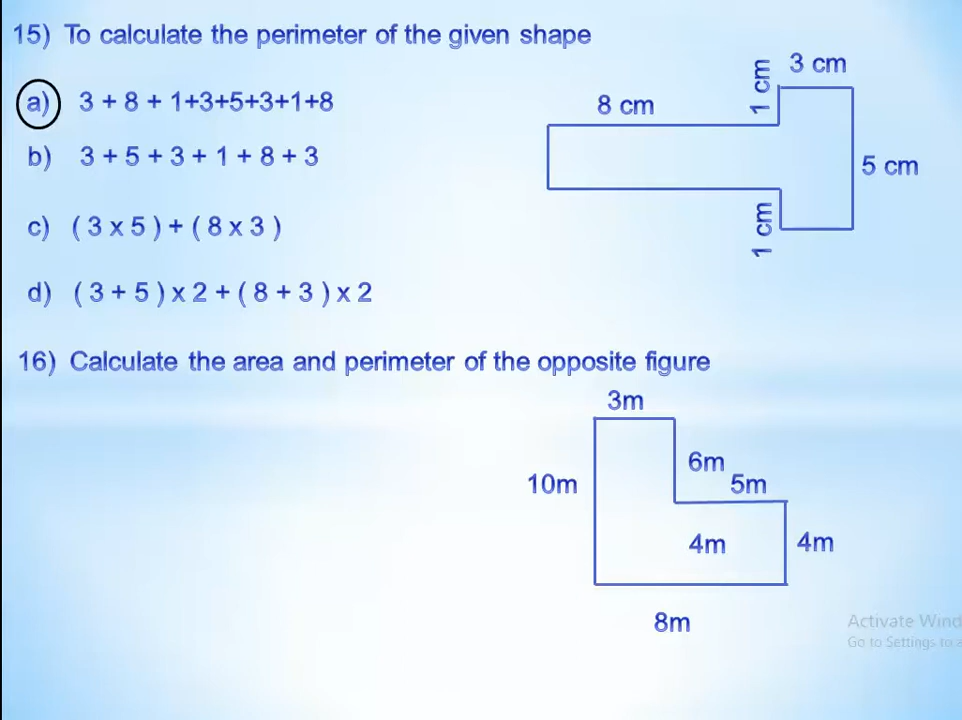 15) To calculate the perimeter of the given shape
a) 3 + 8 + 1+3+5+3+1+8
b) 3 + 5 + 3 + 1 + 8 + 3
c) ( 3 x 5 ) + ( 8 x 3 )
d) ( 3 + 5 ) x 2 + ( 8 + 3 ) x 2
8 cm
1 cm
3 cm
5 cm
1 cm
16) Calculate the area and perimeter of the opposite figure
3m
10m
6m
5m
4m
4m
8m
Activate Wind
Go to Settings to a